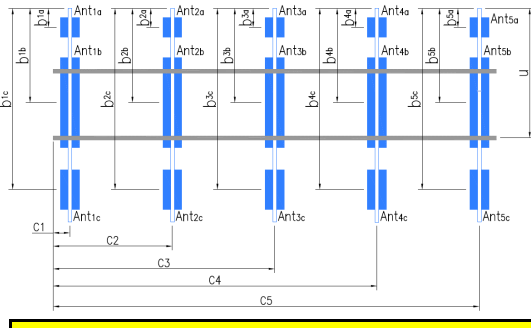 Ant1a Ant2a Ant3a Ant4a Ant5a
b1a b2a b3a b4a b5a
Ant1b Ant2b Ant3b Ant4b Ant5b
b1b b2b b3b b4b b5b
u
b1c b2c b3c b4c b5c
Ant1c Ant2c Ant3c Ant4c Ant5c
C1
C2
C3
C4
C5